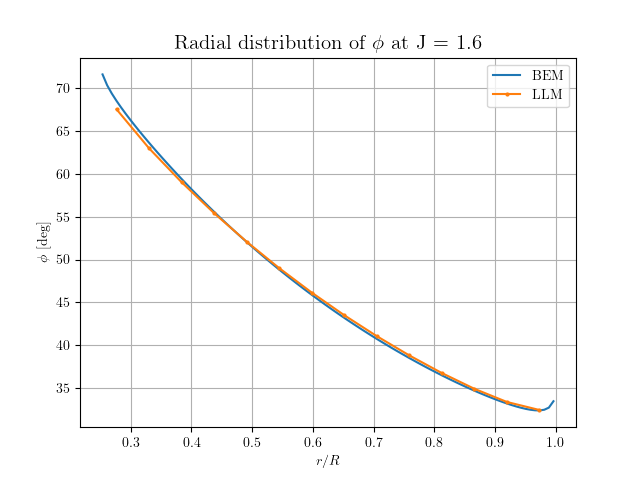 Radial distribution of ϕ at J = 1.6
BEM
LLM
ϕ [deg]
70
65
60
55
50
45
40
35
0.3 0.4 0.5 0.6 0.7 0.8 0.9 1.0
r/R